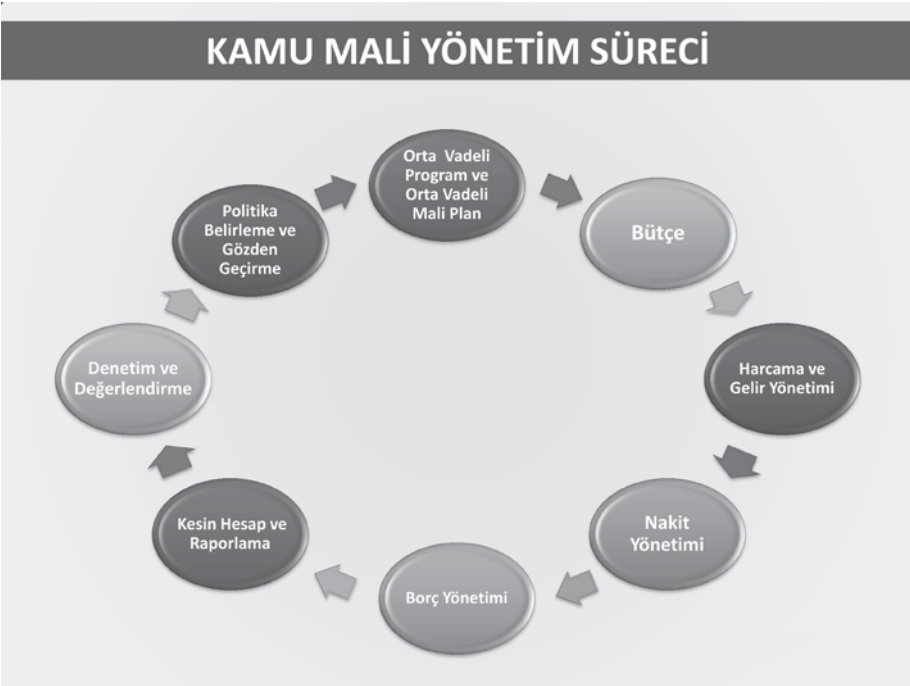 KAMU MALİ YÖNETİM SÜRECİ
Orta Vadeli
Program ve
Orta Vadeli
Mali Plan
Bütçe
Harcama ve
Gelir Yönetimi
Nakit
Yönetimi
Borç Yönetimi
Kesin Hesap ve
Raporlama
Denetim ve
Değerlendirme
Politika
Belirleme ve
Gözden
Geçirme